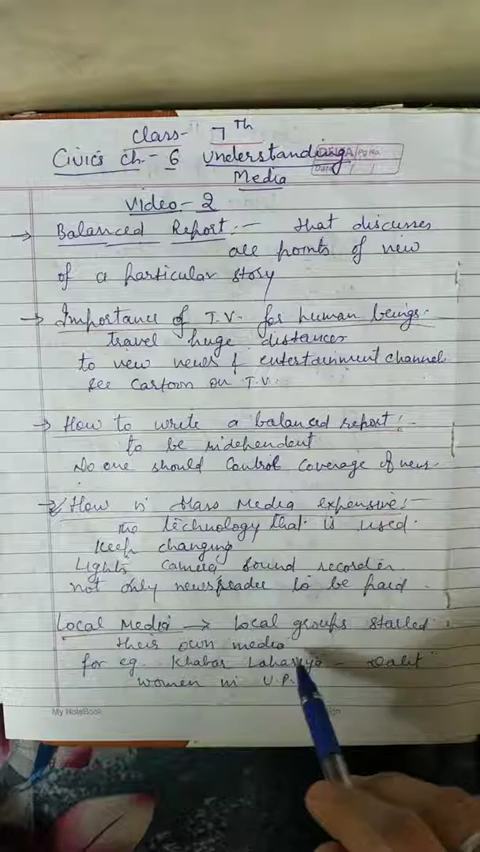 Class- 7th
Civics ch- 6 Understanding
Media
Date
Video- 2
→ Balanced Report :- that discusses
all points of view
of a particular story
→ Importance of T.V. for human beings.
travel huge distances
to view news & entertainment channel
see cartoon on T.V.
→ How to write a balanced report :-
to be independent
No one should control coverage of news.
How is Mass Media expensive :-
The technology that is used.
Keep changing
Lights camera sound recorder
not only newsreader to be paid.
Local Media → Local groups started
their own media
for eg. Khabar Lahariya - Dalit
women in U.P.
My NoteBook